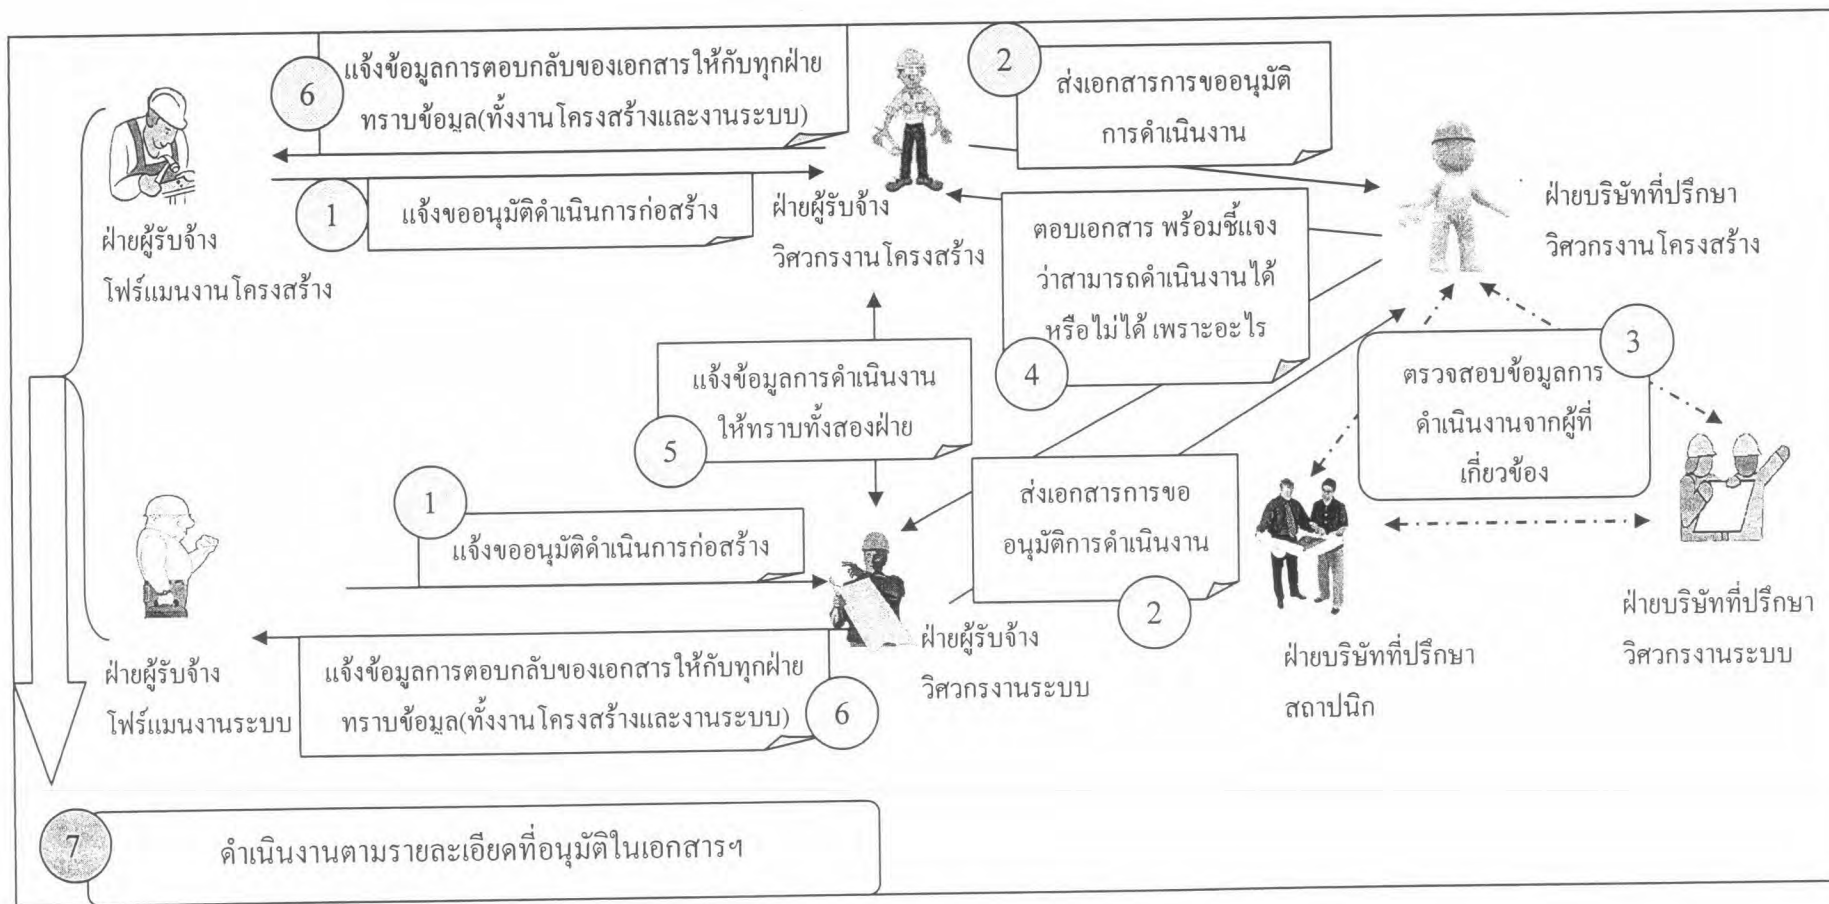 6
แจ้งข้อมูลการตอบกลับของเอกสารให้กับทุกฝ่าย
ทราบข้อมูล(ทั้งงานโครงสร้างและงานระบบ)
2
ส่งเอกสารการขออนุมัติ
การดำเนินงาน
1
แจ้งขออนุมัติดำเนินการก่อสร้าง
ฝ่ายผู้รับจ้าง
โฟร์แมนงานโครงสร้าง
ฝ่ายผู้รับจ้าง
วิศวกรงานโครงสร้าง
ตอบเอกสาร พร้อมชี้แจง
ว่าสามารถดำเนินงานได้
หรือไม่ได้ เพราะอะไร
4
ฝ่ายบริษัทที่ปรึกษา
วิศวกรงานโครงสร้าง
3
ตรวจสอบข้อมูลการ
ดำเนินงานจากผู้ที่
เกี่ยวข้อง
แจ้งข้อมูลการดำเนินงาน
ให้ทราบทั้งสองฝ่าย
5
1
แจ้งขออนุมัติดำเนินการก่อสร้าง
ส่งเอกสารการขอ
อนุมัติการดำเนินงาน
2
ฝ่ายผู้รับจ้าง
โฟร์แมนงานระบบ
แจ้งข้อมูลการตอบกลับของเอกสารให้กับทุกฝ่าย
ทราบข้อมูล(ทั้งงานโครงสร้างและงานระบบ)
6
ฝ่ายผู้รับจ้าง
วิศวกรงานระบบ
ฝ่ายบริษัทที่ปรึกษา
สถาปนิก
ฝ่ายบริษัทที่ปรึกษา
วิศวกรงานระบบ
7
ดำเนินงานตามรายละเอียดที่อนุมัติในเอกสารฯ